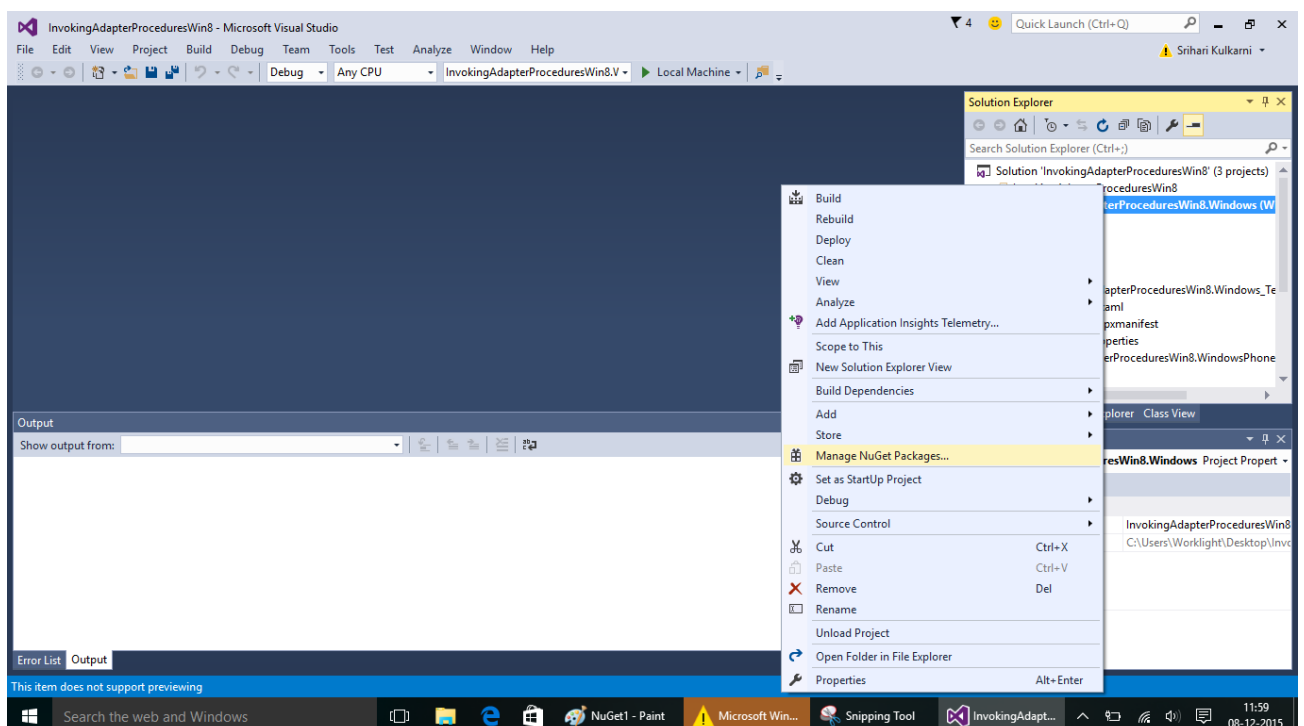 InvokingAdapterProceduresWin8 - Microsoft Visual Studio
4
Quick Launch (Ctrl+Q)
File Edit View Project Build Debug Team Tools Test Analyze Window Help
Srihari Kulkarni
Debug Any CPU InvokingAdapterProceduresWin8.V Local Machine
Solution Explorer
Search Solution Explorer (Ctrl+;)
Solution 'InvokingAdapterProceduresWin8' (3 projects)
roceduresWin8
terProceduresWin8.Windows (W
apterProceduresWin8.Windows_Te
aml
pxmanifest
perties
erProceduresWin8.WindowsPhone
plorer Class View
Build
Rebuild
Deploy
Clean
View
Analyze
Add Application Insights Telemetry...
Scope to This
New Solution Explorer View
Build Dependencies
Add
Store
Manage NuGet Packages...
Set as StartUp Project
Debug
Source Control
Cut Ctrl+X
Paste Ctrl+V
Remove Del
Rename
Unload Project
Open Folder in File Explorer
Properties Alt+Enter
Output
Show output from:
resWin8.Windows Project Propert
InvokingAdapterProceduresWin8
C:\Users\Worklight\Desktop\Invo
Error List Output
This item does not support previewing
Search the web and Windows
NuGet1 - Paint
Microsoft Win...
Snipping Tool
InvokingAdapt...
11:59
08-12-2015